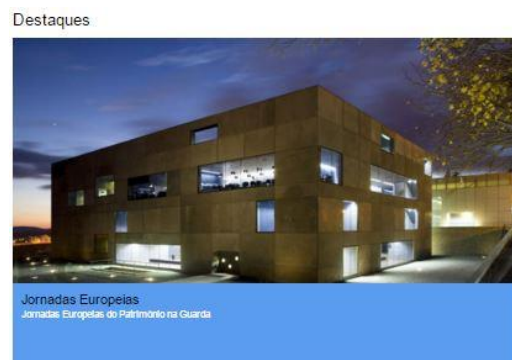 Destaques
Jornadas Europeias
Jornadas Europeias do Património na Guarda